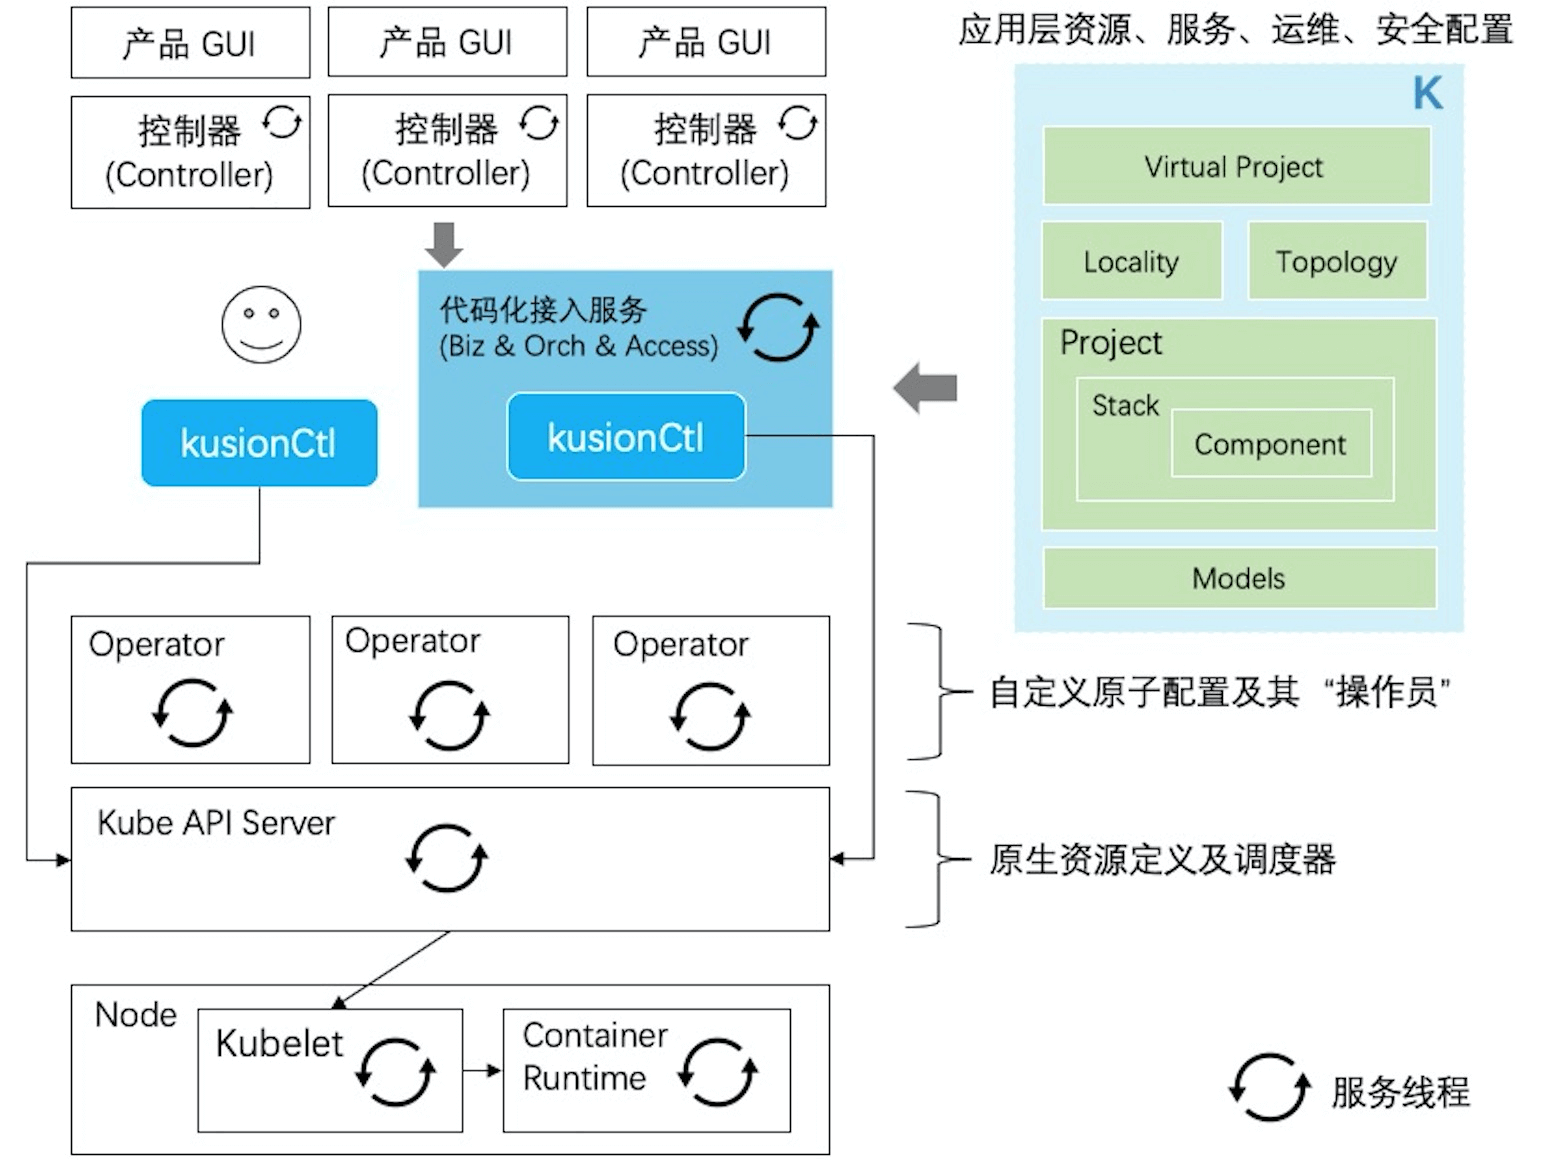 产品 GUI
产品 GUI
产品 GUI
控制器
(Controller)
控制器
(Controller)
控制器
(Controller)
代码化接入服务
(Biz & Orch & Access)
kusionCtl
kusionCtl
应用层资源、服务、运维、安全配置
K
Virtual Project
Locality
Topology
Project
Stack
Component
Models
Operator
Operator
Operator
自定义原子配置及其 “操作员”
Kube API Server
原生资源定义及调度器
Node
Kubelet
Container
Runtime
服务线程